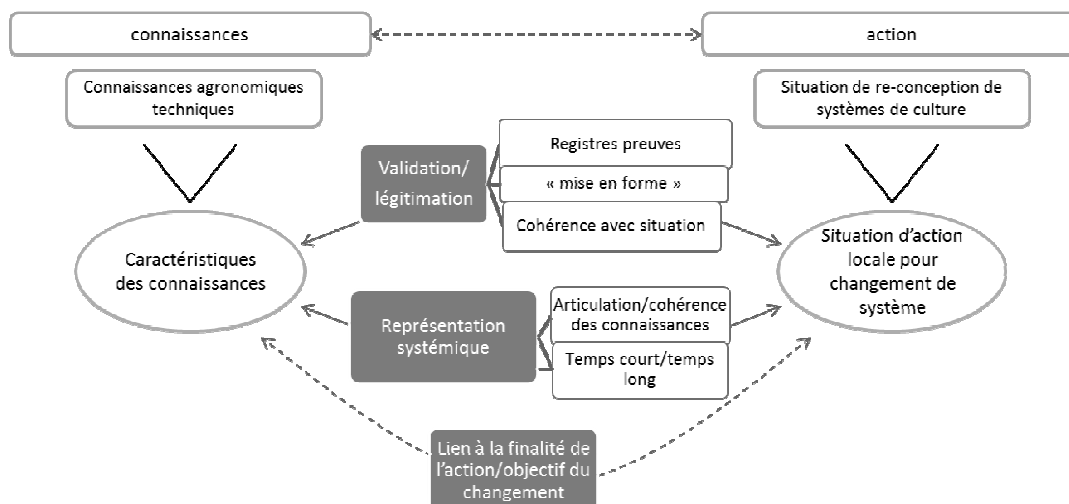 connaissances
action
Connaissances agronomiques
techniques
Situation de re-conception de
systèmes de culture
Validation/
légitimation
Registres preuves
« mise en forme »
Cohérence avec situation
Caractéristiques
des connaissances
Situation d'action
locale pour
changement de
système
Représentation
systémique
Articulation/cohérence
des connaissances
Temps court/temps
long
Lien à la finalité de
l'action/objectif du
changement